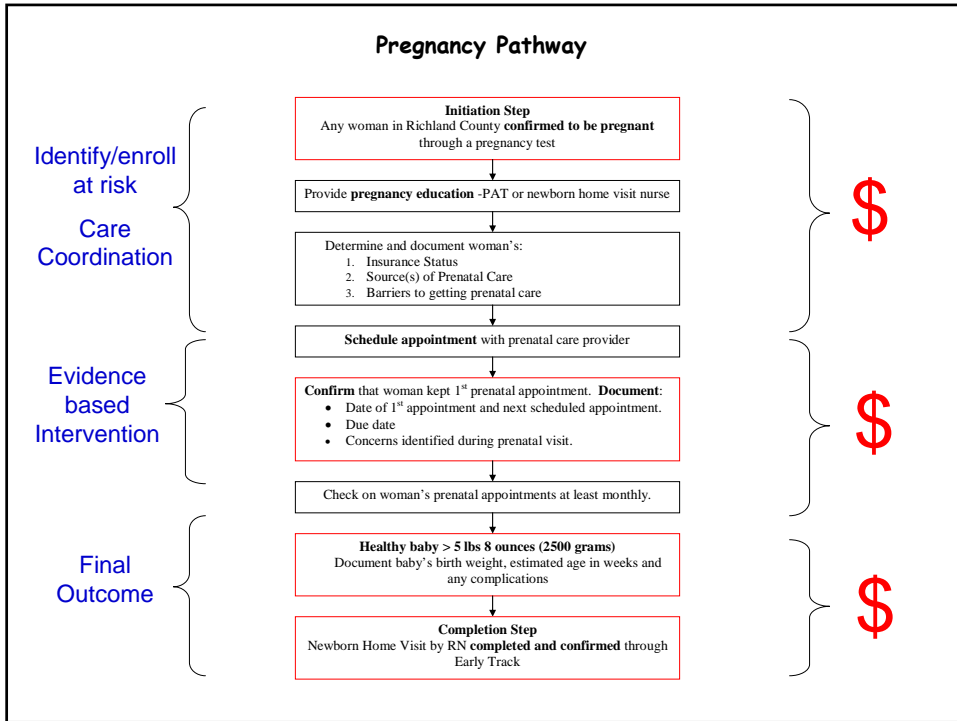 Pregnancy Pathway
Identify/enroll
at risk
Care
Coordination
Initiation Step
Any woman in Richland County confirmed to be pregnant
through a pregnancy test
Provide pregnancy education -PAT or newborn home visit nurse
Determine and document woman's:
1. Insurance Status
2. Source(s) of Prenatal Care
3. Barriers to getting prenatal care
$
Evidence
based
Intervention
Schedule appointment with prenatal care provider
Confirm that woman kept 1st prenatal appointment. Document:
• Date of 1st appointment and next scheduled appointment.
• Due date
• Concerns identified during prenatal visit.
Check on woman's prenatal appointments at least monthly.
$
Final
Outcome
Healthy baby > 5 lbs 8 ounces (2500 grams)
Document baby's birth weight, estimated age in weeks and
any complications
Completion Step
Newborn Home Visit by RN completed and confirmed through
Early Track
$